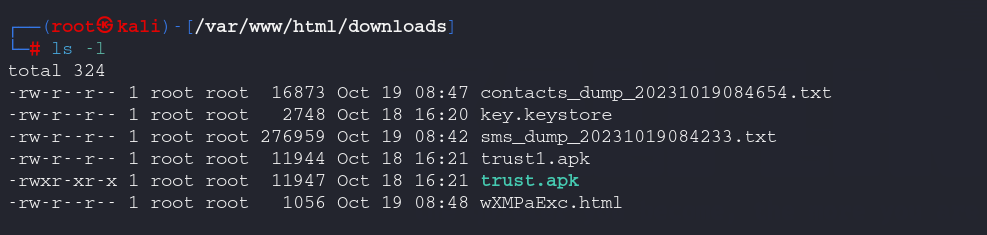 ┌──(root㉿kali)-[/var/www/html/downloads]
└─# ls -l
total 324
-rw-r--r-- 1 root root  16873 Oct 19 08:47 contacts_dump_20231019084654.txt
-rw-r--r-- 1 root root   2748 Oct 18 16:20 key.keystore
-rw-r--r-- 1 root root 276959 Oct 19 08:42 sms_dump_20231019084233.txt
-rw-r--r-- 1 root root  11944 Oct 18 16:21 trust1.apk
-rwxr-xr-x 1 root root  11947 Oct 18 16:21 trust.apk
-rw-r--r-- 1 root root   1056 Oct 19 08:48 wXMPaExc.html